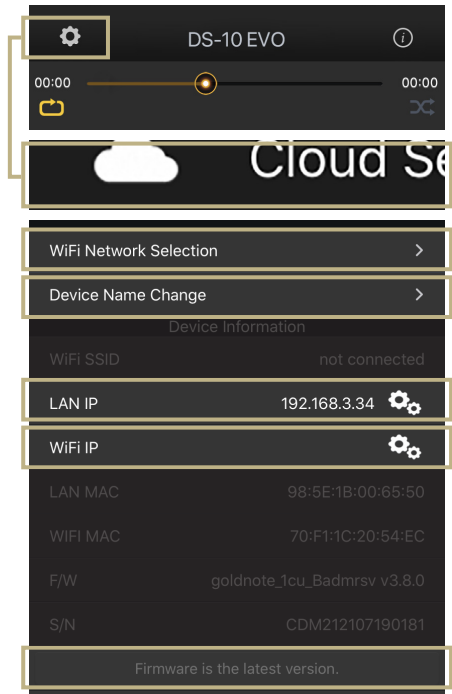 DS-10 EVO
00:00 00:00
Cloud
WiFi Network Selection
Device Name Change
Device Information
WiFi SSID not connected
LAN IP 192.168.3.34
WiFi IP
LAN MAC 98:5E:1B:00:65:50
WIFI MAC 70:F1:1C:20:54:EC
F/W goldnote_1cu_Badmrsv v3.8.0
S/N CDM212107190181
Firmware is the latest version.